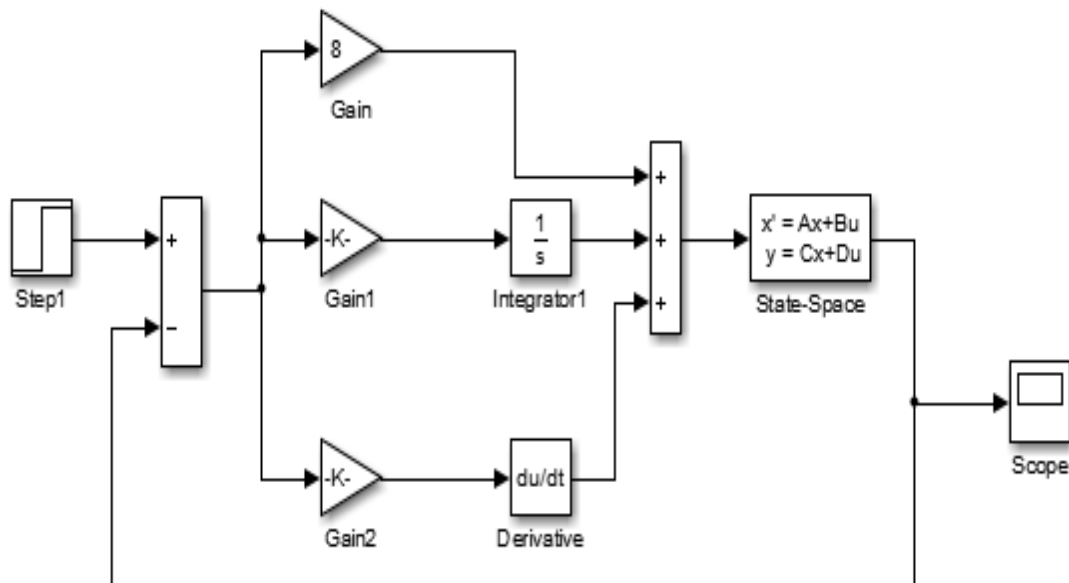 8
Gain
+
+
1
s
x' = Ax+Bu
y = Cx+Du
+
-K-
+
Step1
Gain1
Integrator1
State-Space
−
+
-K-
du/dt
Scope
Gain2
Derivative